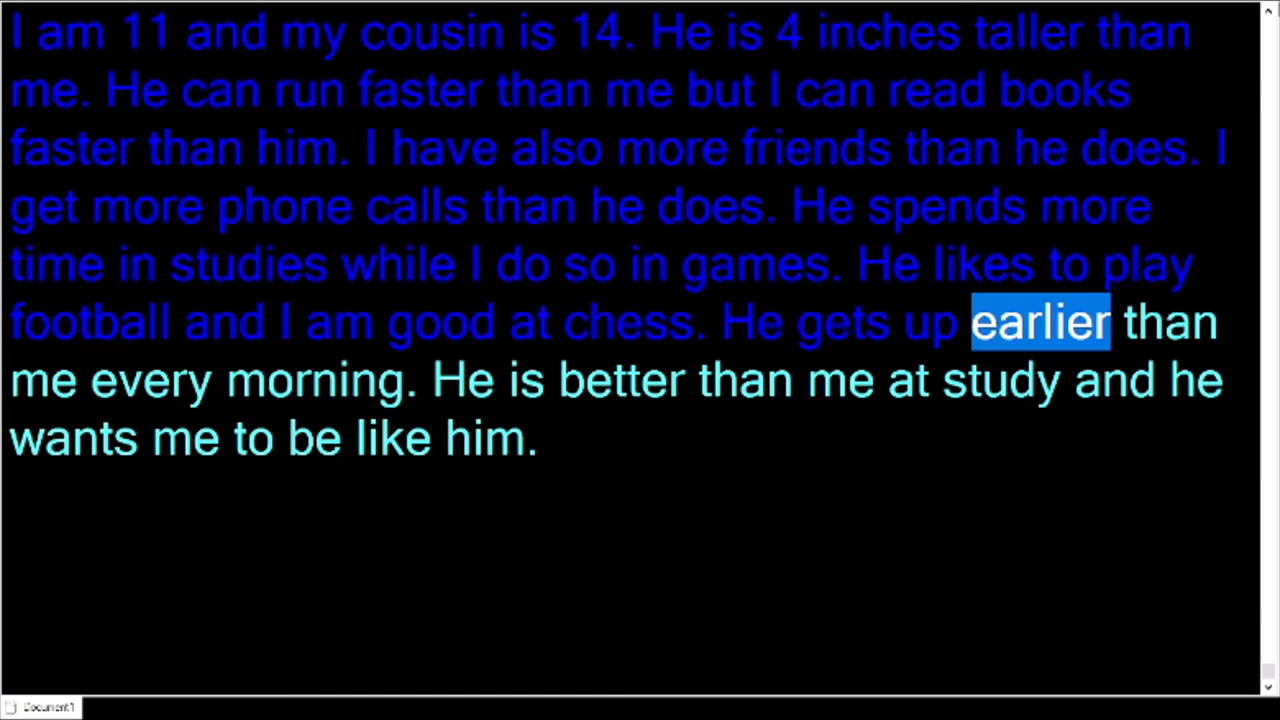 I am 11 and my cousin is 14. He is 4 inches taller than
me. He can run faster than me but I can read books
faster than him. I have also more friends than he does. I
get more phone calls than he does. He spends more
time in studies while I do so in games. He likes to play
football and I am good at chess. He gets up earlier than
me every morning. He is better than me at study and he
wants me to be like him.
Document1